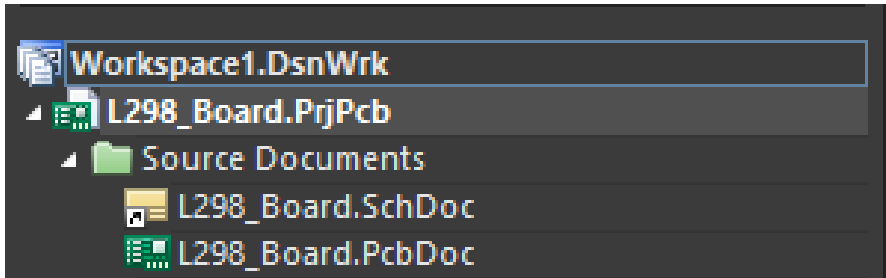 Workspace1.DsnWrk
L298_Board.PrjPcb
Source Documents
L298_Board.SchDoc
L298_Board.PcbDoc